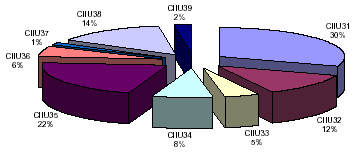 CIIU39
2%
CIIU38
14%
CIIU37
1%
CIIU36
6%
CIIU35
22%
CIIU34
8%
CIIU33
5%
CIIU32
12%
CIIU31
30%